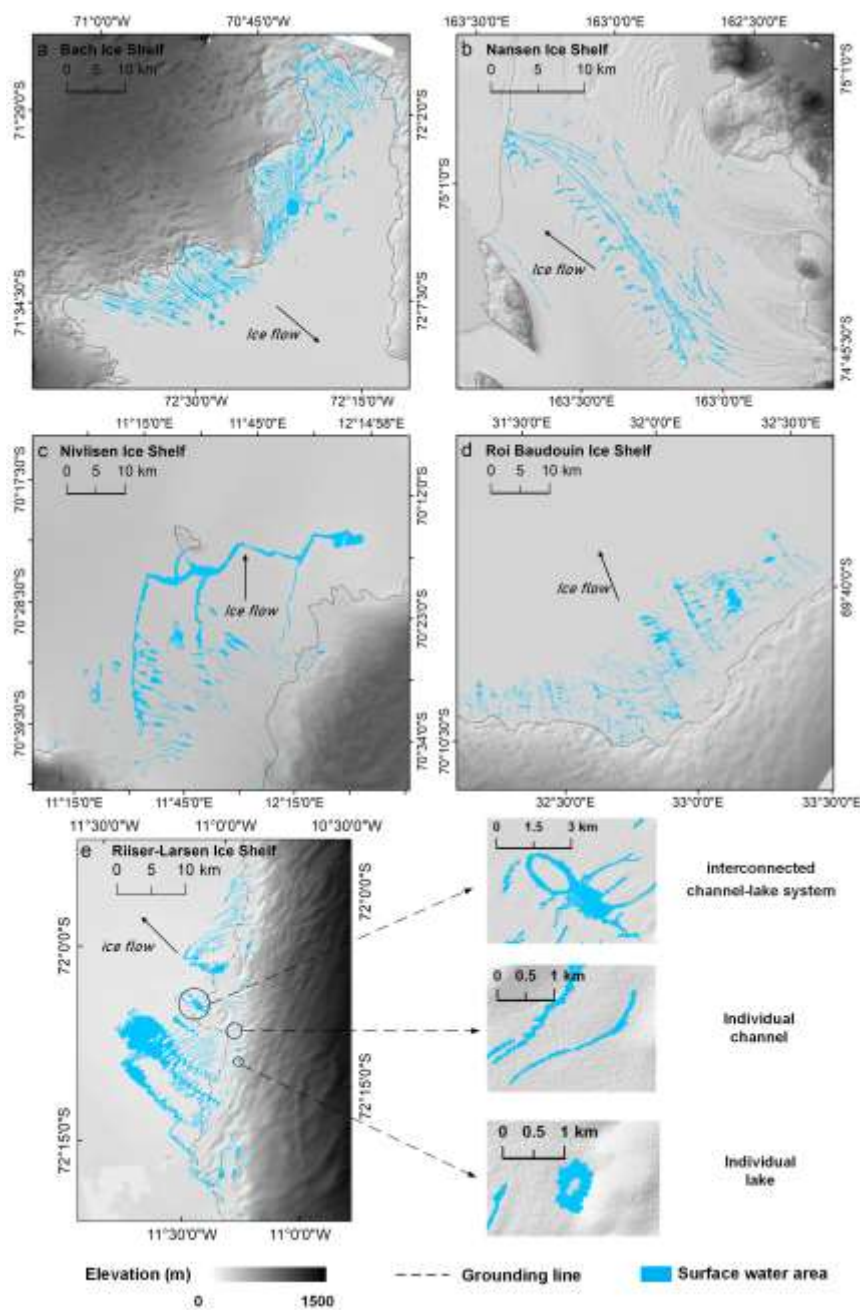 71°0'0"W 70°45'0"W
a Bach Ice Shelf
0 5 10 km
71°29'0"S
72°2'0"S
71°34'30"S
72°7'30"S
Ice flow
72°30'0"W 72°15'0"W
163°30'0"E 163°0'0"E 162°30'0"E
b Nansen Ice Shelf
0 5 10 km
75°1'0"S
75°1'0"S
74°45'30"S
Ice flow
163°30'0"E 163°0'0"E
11°15'0"E 11°45'0"E 12°14'58"E
c Nivlisen Ice Shelf
0 5 10 km
70°17'30"S
70°12'0"S
70°28'30"S
70°23'0"S
70°39'30"S
70°34'0"S
Ice flow
11°15'0"E 11°45'0"E 12°15'0"E
31°30'0"E 32°0'0"E 32°30'0"E
d Roi Baudouin Ice Shelf
0 5 10 km
69°40'0"S
70°10'30"S
Ice flow
32°30'0"E 33°0'0"E 33°30'0"E
11°30'0"W 11°0'0"W 10°30'0"W
e Riiser-Larsen Ice Shelf
0 5 10 km
72°0'0"S
72°0'0"S
72°15'0"S
72°15'0"S
ice flow
11°30'0"W 11°0'0"W
0 1.5 3 km
interconnected
channel-lake system
0 0.5 1 km
Individual
channel
0 0.5 1 km
Individual
lake
Elevation (m)
0 1500
Grounding line
Surface water area